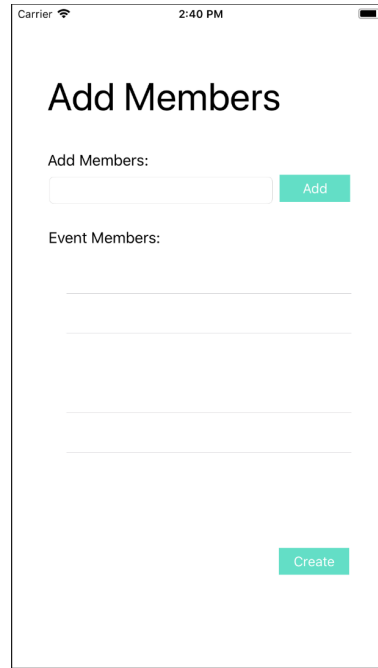 Carrier 2:40 PM
Add Members
Add Members:
Add
Event Members:
Create